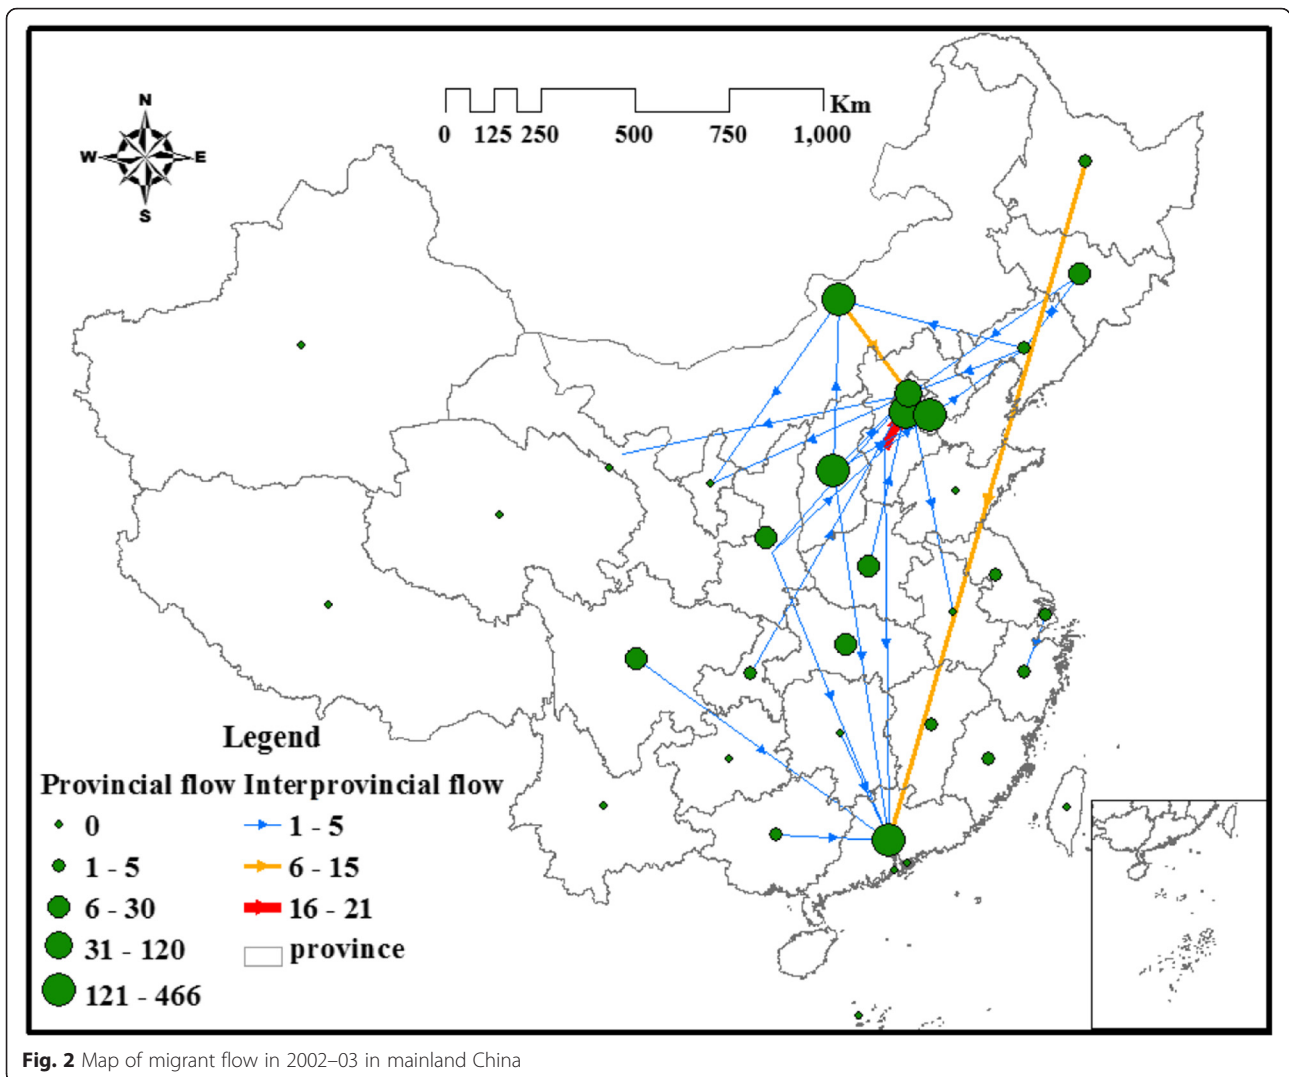 N
W E
S
Km
0 125 250 500 750 1,000
Legend
Provincial flow Interprovincial flow
0 1 - 5
1 - 5 6 - 15
6 - 30 16 - 21
31 - 120 province
121 - 466
Fig. 2 Map of migrant flow in 2002–03 in mainland China